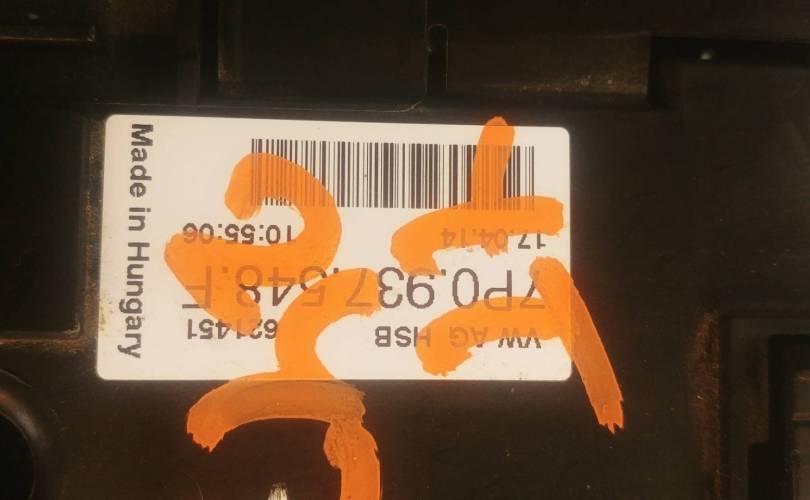 VW AG HSB 621451
7P0.937.548.F
17.04.14 10:55:06
Made in Hungary